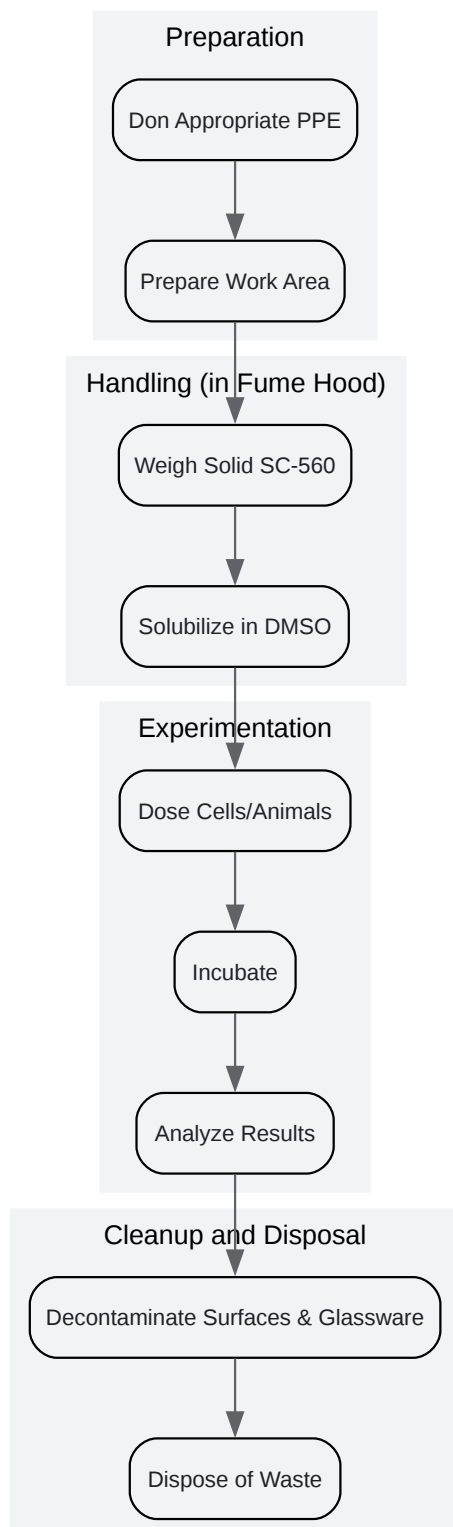 Preparation
Don Appropriate PPE
Prepare Work Area
Handling (in Fume Hood)
Weigh Solid SC-560
Solubilize in DMSO
Experimentation
Dose Cells/Animals
Incubate
Analyze Results
Cleanup and Disposal
Decontaminate Surfaces & Glassware
Dispose of Waste